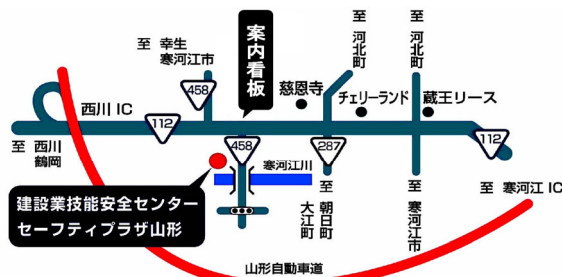 至 幸生
寒河江市
458
案内看板
至 河北町
至 河北町
慈恩寺
チェリーランド
蔵王リース
西川 IC
112
至 西川
鶴岡
458
寒河江川
287
112
至 朝日町
大江町
至 寒河江市
至 寒河江 IC
建設業技能安全センター
セーフティプラザ山形
山形自動車道